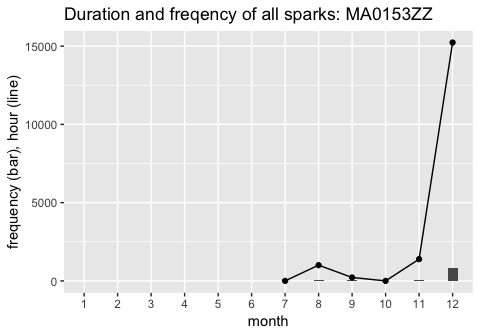 Duration and freqency of all sparks: MA0153ZZ
15000
10000
5000
0
frequency (bar), hour (line)
1 2 3 4 5 6 7 8 9 10 11 12
month